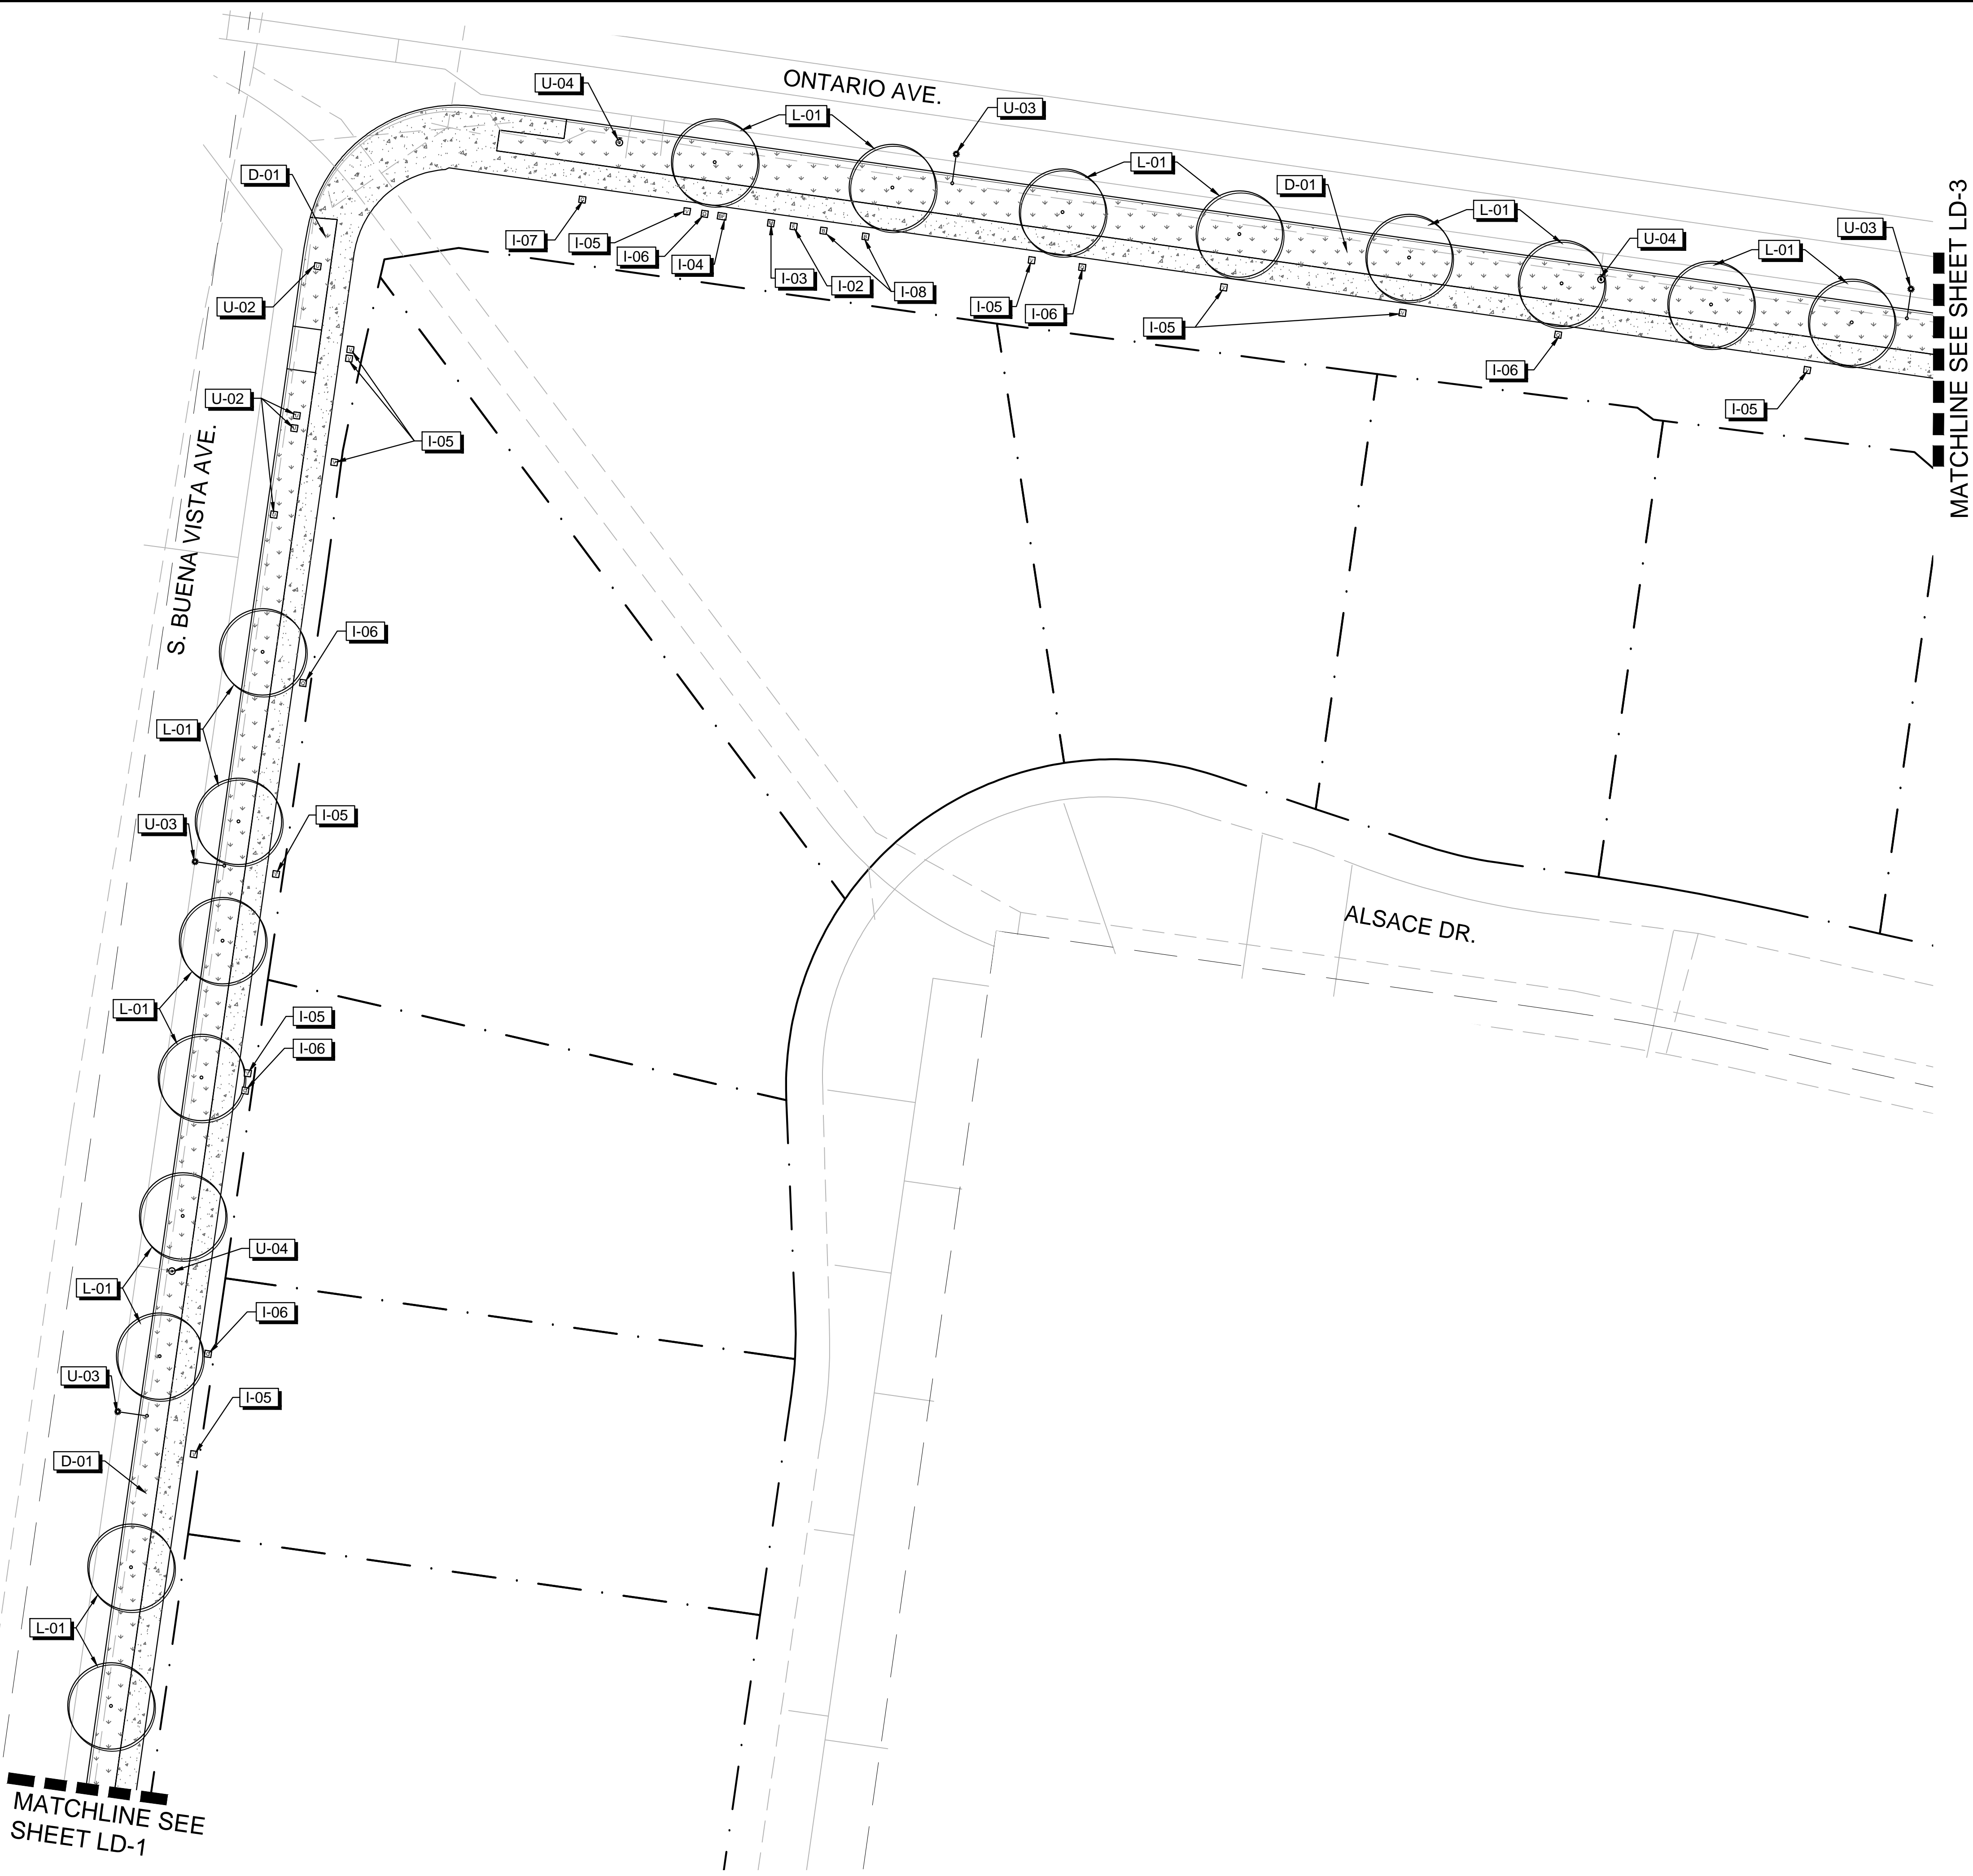 ONTARIO AVE.
U-04
L-01
U-03
L-01
D-01
L-01
U-04
L-01
U-03
MATCHLINE SEE SHEET LD-3
D-01
I-07
I-05
I-06
I-04
I-03
I-02
I-08
I-05
I-06
I-05
I-06
I-05
U-02
U-02
I-05
S. BUENA VISTA AVE.
I-06
L-01
I-05
U-03
ALSACE DR.
L-01
I-05
I-06
U-04
L-01
I-06
U-03
I-05
D-01
L-01
MATCHLINE SEE
SHEET LD-1